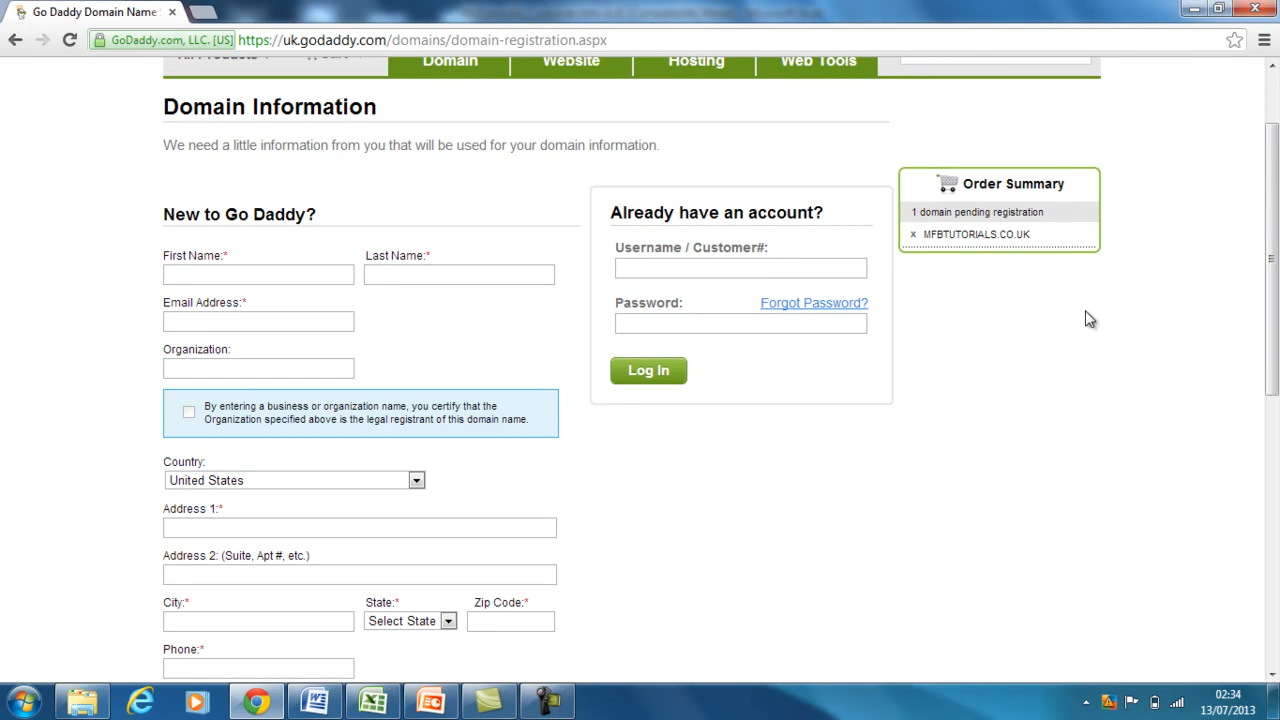 Go Daddy Domain Name
GoDaddy.com, LLC. [US]
https://uk.godaddy.com/domains/domain-registration.aspx
Domain
Website
Hosting
Web Tools
Domain Information
We need a little information from you that will be used for your domain information.
Order Summary
1 domain pending registration
x MFBTUTORIALS.CO.UK
New to Go Daddy?
First Name:*
Last Name:*
Email Address:*
Organization:
By entering a business or organization name, you certify that the
Organization specified above is the legal registrant of this domain name.
Country:
United States
Address 1:*
Address 2: (Suite, Apt #, etc.)
City:*
State:*
Zip Code:*
Select State
Phone:*
Already have an account?
Username / Customer#:
Password:
Forgot Password?
Log In
02:34
13/07/2013